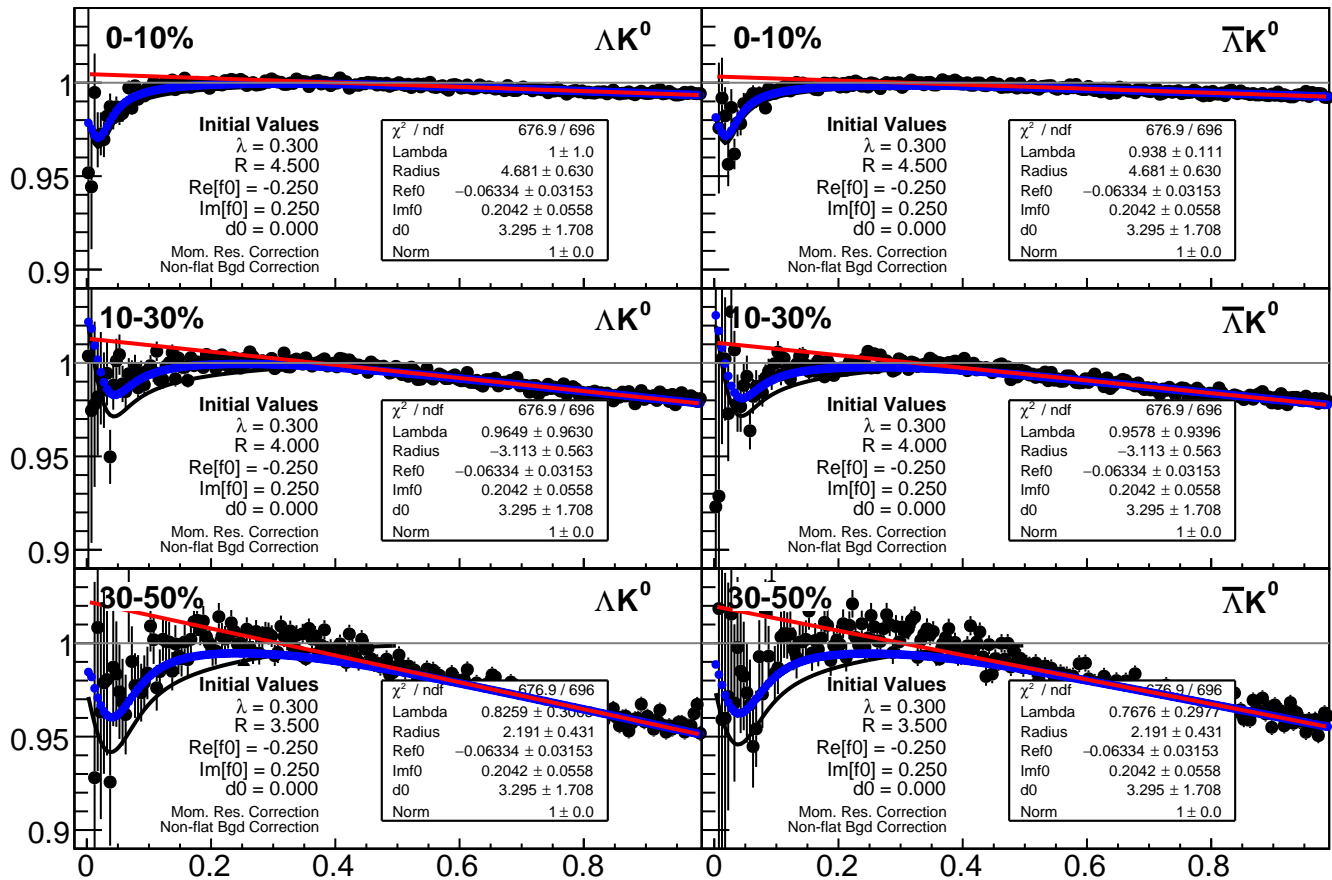 0-10%
ΛK⁰
1
0.95
0.9
Initial Values
λ = 0.300
R = 4.500
Re[f0] = -0.250
Im[f0] = 0.250
d0 = 0.000
Mom. Res. Correction
Non-flat Bgd Correction
χ² / ndf 676.9 / 696
Lambda 1 ± 1.0
Radius 4.681 ± 0.630
Ref0 −0.06334 ± 0.03153
Imf0 0.2042 ± 0.0558
d0 3.295 ± 1.708
Norm 1 ± 0.0
0-10%
Λ̅K⁰
Initial Values
λ = 0.300
R = 4.500
Re[f0] = -0.250
Im[f0] = 0.250
d0 = 0.000
Mom. Res. Correction
Non-flat Bgd Correction
χ² / ndf 676.9 / 696
Lambda 0.938 ± 0.111
Radius 4.681 ± 0.630
Ref0 −0.06334 ± 0.03153
Imf0 0.2042 ± 0.0558
d0 3.295 ± 1.708
Norm 1 ± 0.0
10-30%
ΛK⁰
1
0.95
0.9
Initial Values
λ = 0.300
R = 4.000
Re[f0] = -0.250
Im[f0] = 0.250
d0 = 0.000
Mom. Res. Correction
Non-flat Bgd Correction
χ² / ndf 676.9 / 696
Lambda 0.9649 ± 0.9630
Radius −3.113 ± 0.563
Ref0 −0.06334 ± 0.03153
Imf0 0.2042 ± 0.0558
d0 3.295 ± 1.708
Norm 1 ± 0.0
10-30%
Λ̅K⁰
Initial Values
λ = 0.300
R = 4.000
Re[f0] = -0.250
Im[f0] = 0.250
d0 = 0.000
Mom. Res. Correction
Non-flat Bgd Correction
χ² / ndf 676.9 / 696
Lambda 0.9578 ± 0.9396
Radius −3.113 ± 0.563
Ref0 −0.06334 ± 0.03153
Imf0 0.2042 ± 0.0558
d0 3.295 ± 1.708
Norm 1 ± 0.0
30-50%
ΛK⁰
1
0.95
0.9
Initial Values
λ = 0.300
R = 3.500
Re[f0] = -0.250
Im[f0] = 0.250
d0 = 0.000
Mom. Res. Correction
Non-flat Bgd Correction
χ² / ndf 676.9 / 696
Lambda 0.8259 ±
Radius 2.191 ± 0.431
Ref0 −0.06334 ± 0.03153
Imf0 0.2042 ± 0.0558
d0 3.295 ± 1.708
Norm 1 ± 0.0
30-50%
Λ̅K⁰
Initial Values
λ = 0.300
R = 3.500
Re[f0] = -0.250
Im[f0] = 0.250
d0 = 0.000
Mom. Res. Correction
Non-flat Bgd Correction
χ² / ndf 676.9 / 696
Lambda 0.7676 ± 0.2977
Radius 2.191 ± 0.431
Ref0 −0.06334 ± 0.03153
Imf0 0.2042 ± 0.0558
d0 3.295 ± 1.708
Norm 1 ± 0.0
0 0.2 0.4 0.6 0.8
0 0.2 0.4 0.6 0.8